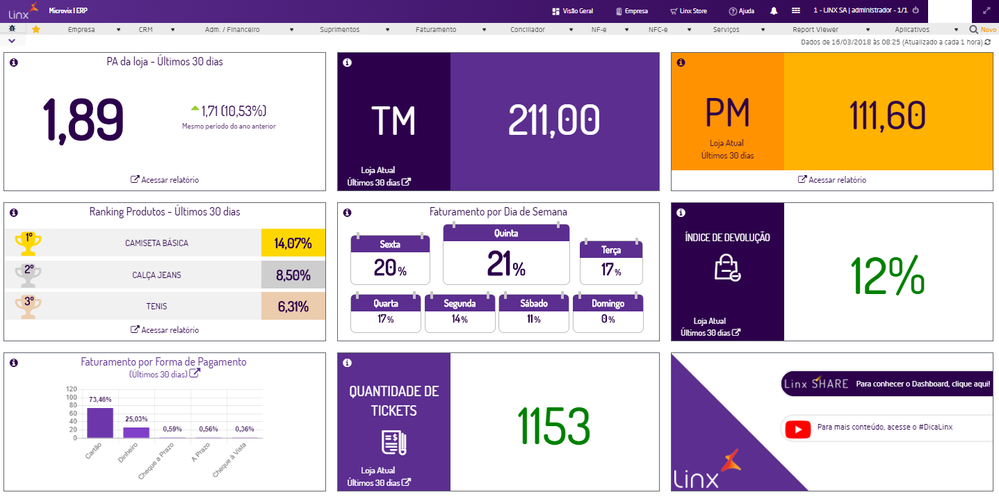 Linx Microvix | ERP Visão Geral Empresa Linx Store Ajuda 1 - LINX SA | administrador - 1/1
Empresa CRM Adm. / Financeiro Suprimentos Faturamento Conciliador NF-e NFC-e Serviços Report Viewer Aplicativos Novo
Dados de 16/03/2018 às 08:25 (Atualizado a cada 1 hora)
PA da loja - Últimos 30 dias
1,89
1,71 (10,53%)
Mesmo período do ano anterior
Acessar relatório
TM
211,00
Loja Atual
Últimos 30 dias
PM
111,60
Loja Atual
Últimos 30 dias
Acessar relatório
Ranking Produtos - Últimos 30 dias
1º CAMISETA BÁSICA 14,07%
2º CALÇA JEANS 8,50%
3º TENIS 6,31%
Acessar relatório
Faturamento por Dia de Semana
Sexta
20%
Quinta
21%
Terça
17%
Quarta
17%
Segunda
14%
Sábado
11%
Domingo
0%
ÍNDICE DE DEVOLUÇÃO
12%
Loja Atual
Últimos 30 dias
Faturamento por Forma de Pagamento
(Últimos 30 dias)
120
100
80
60
40
20
0
73,46%
25,03%
0,59%
0,56%
0,36%
Cartão
Dinheiro
Cheque a Prazo
A Prazo
Cheque à Vista
QUANTIDADE DE
TICKETS
1153
Loja Atual
Últimos 30 dias
Linx SHARE Para conhecer o Dashboard, clique aqui!
Para mais conteúdo, acesse o #DicaLinx
Linx